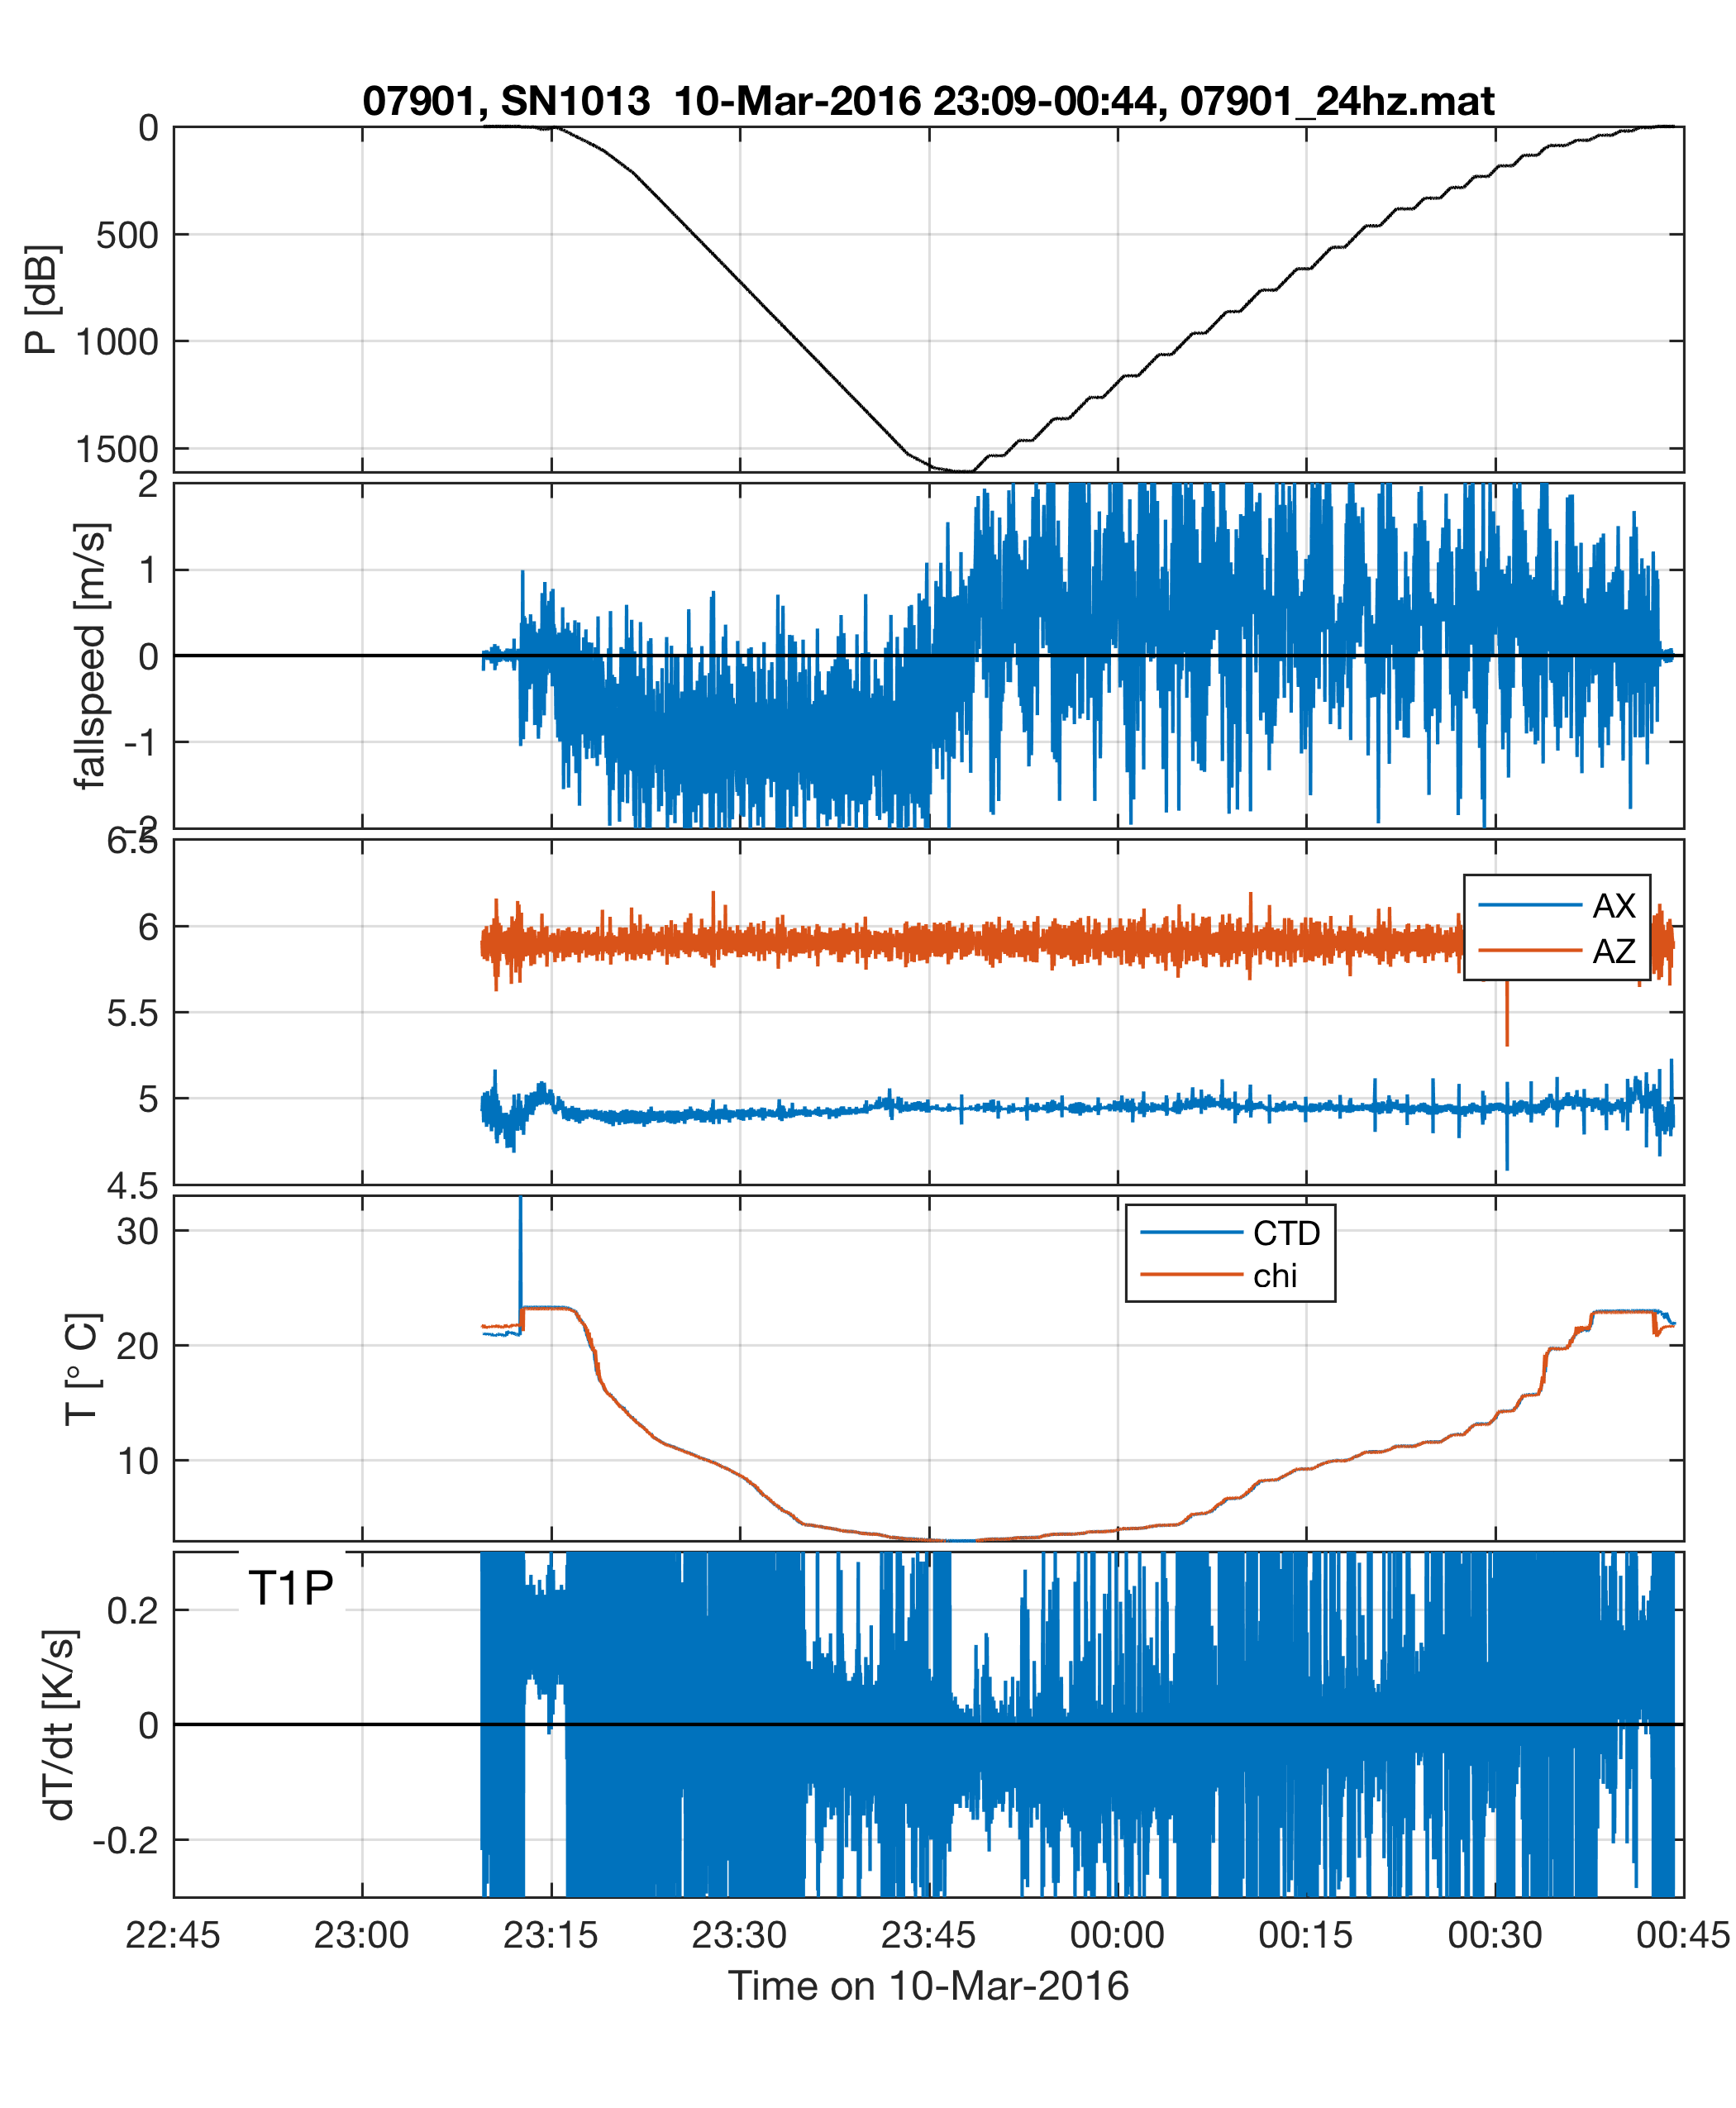 07901, SN1013  10-Mar-2016 23:09-00:44, 07901_24hz.mat
0
500
1000
1500
P [dB]
2
1
0
-1
-2
fallspeed [m/s]
6.5
6
5.5
5
4.5
AX
AZ
30
20
10
T [° C]
CTD
chi
T1P
0.2
0
-0.2
dT/dt [K/s]
22:45 23:00 23:15 23:30 23:45 00:00 00:15 00:30 00:45
Time on 10-Mar-2016